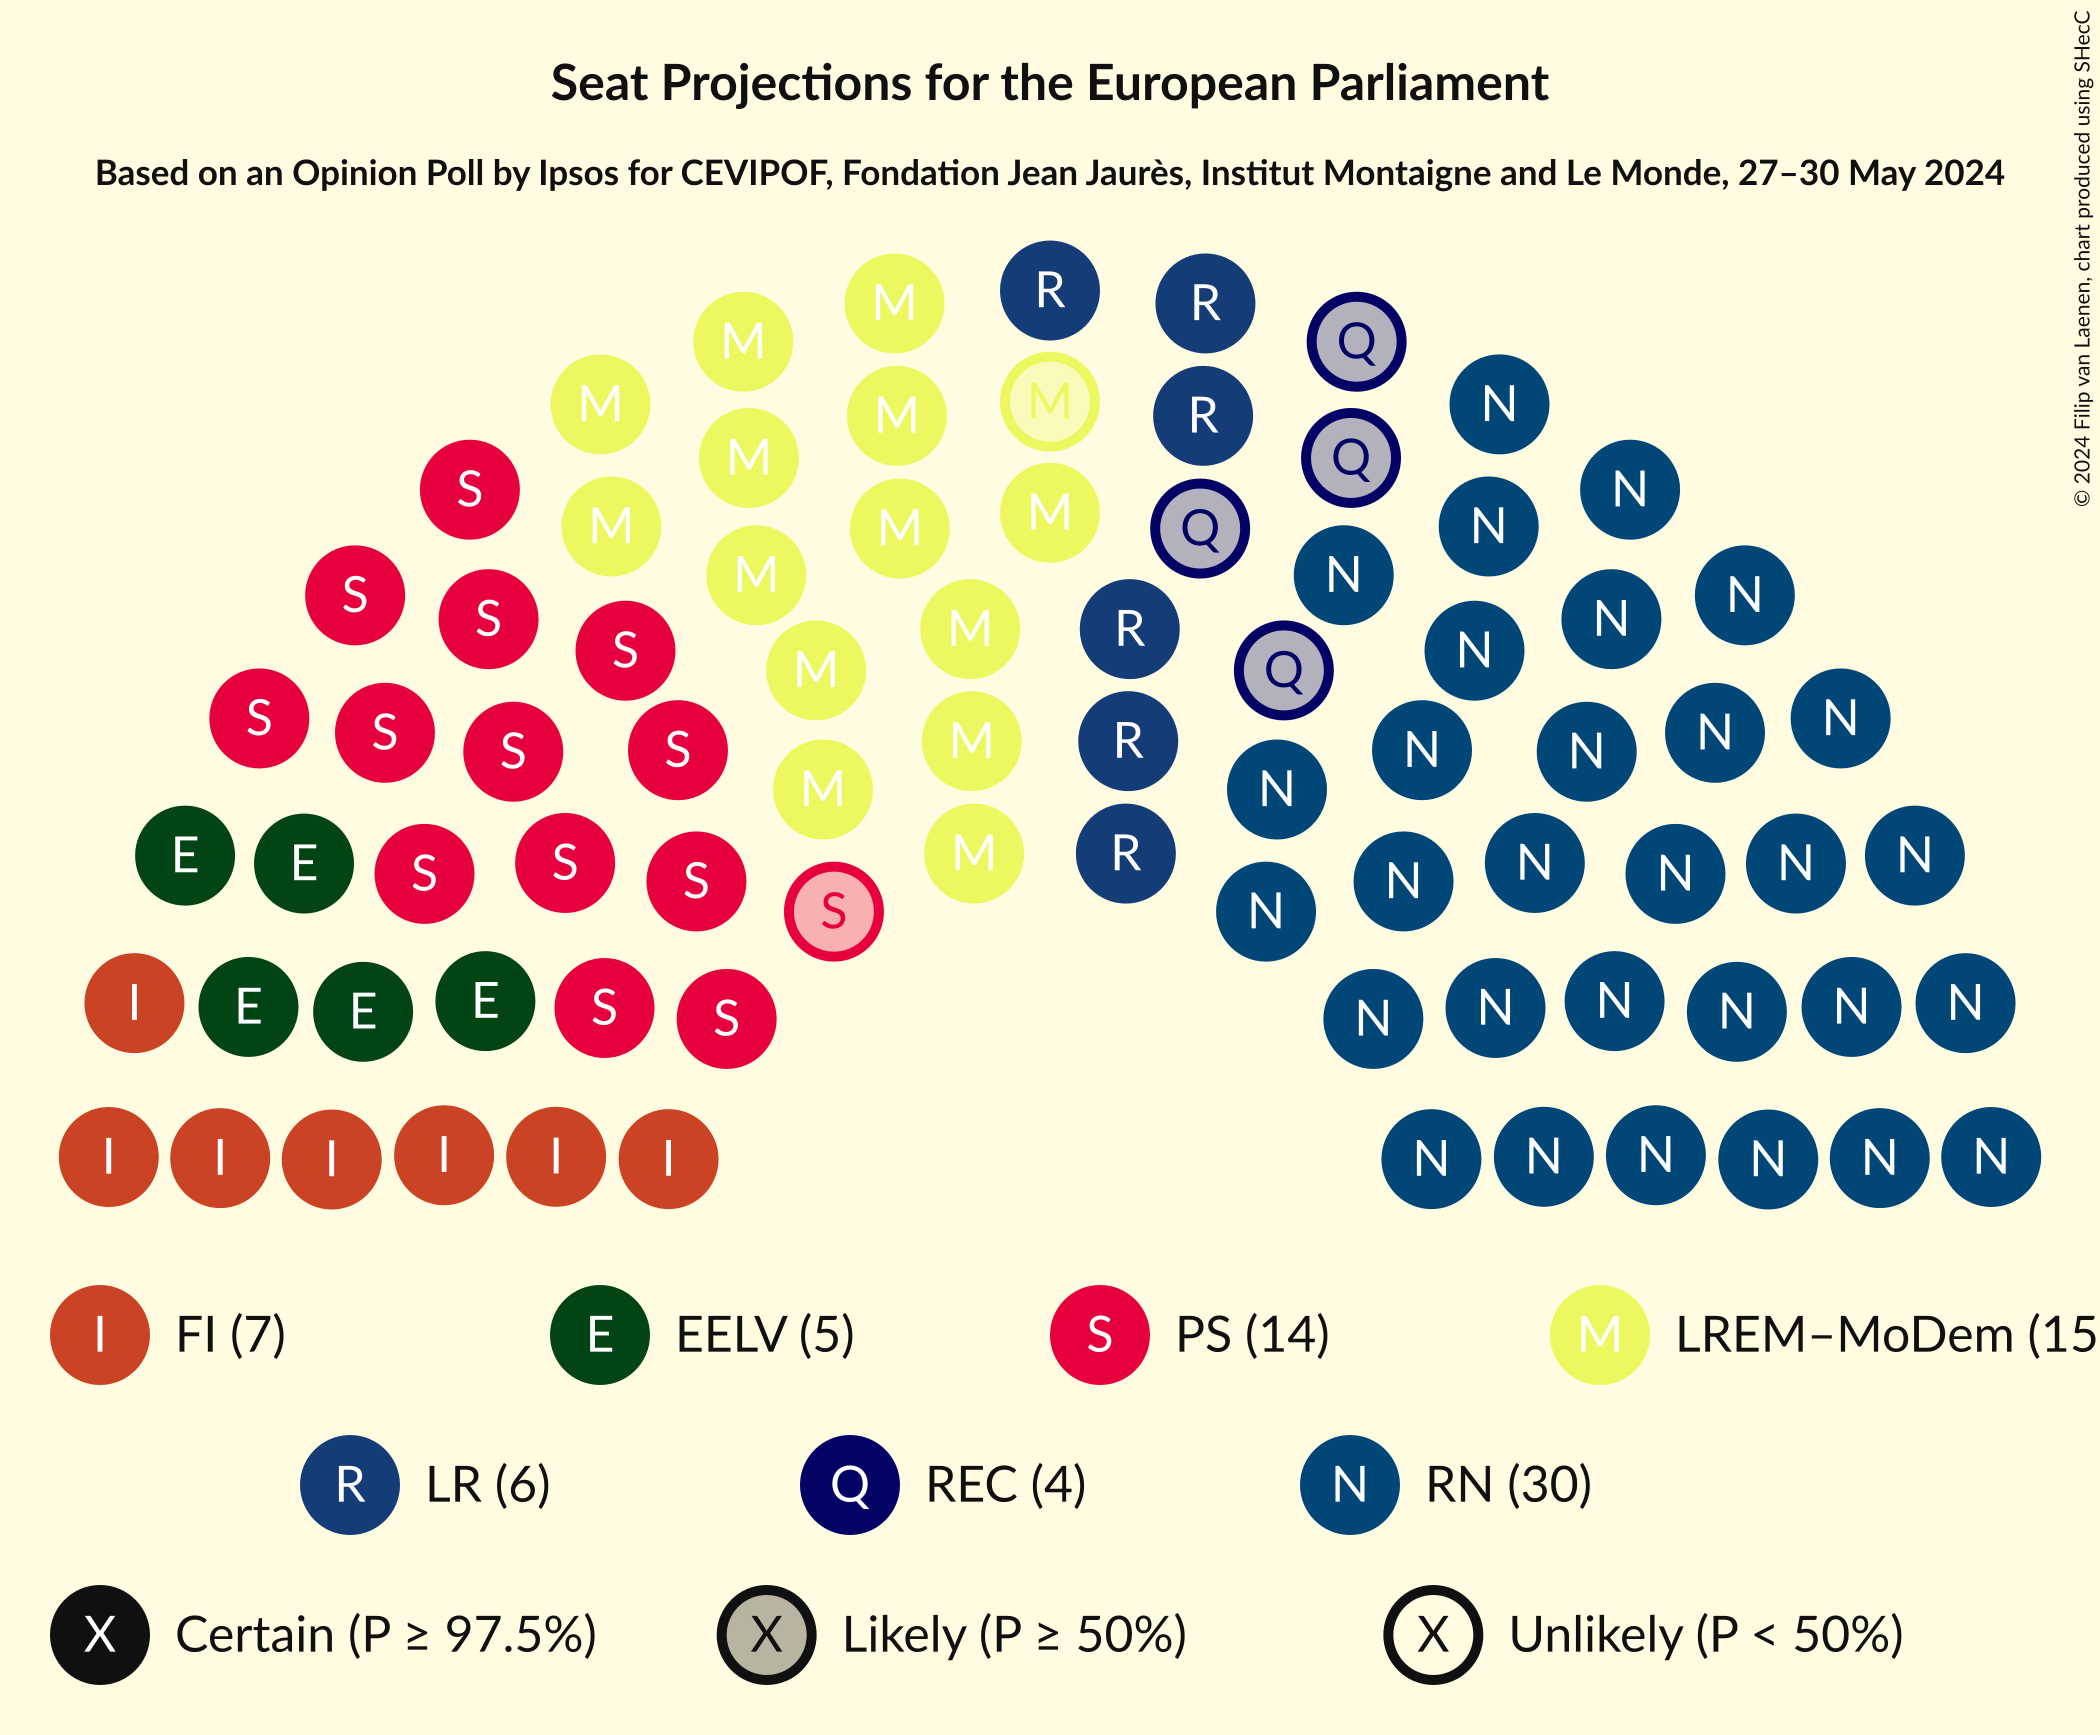 Seat Projections for the European Parliament
Based on an Opinion Poll by Ipsos for CEVIPOF, Fondation Jean Jaurès, Institut Montaigne and Le Monde, 27–30 May 2024
© 2024 Filip van Laenen, chart produced using SHecC
M R R
M Q
M M M R Q N
S M M N N
M M Q
S S M N N N
S M M R Q N
S S S S M R N N N N
M N
E E S S S M R N N N N N
S N
I E E E S S N N N N N N
I I I I I I N N N N N N
I FI (7) E EELV (5) S PS (14) M LREM–MoDem (15
R LR (6) Q REC (4) N RN (30)
X Certain (P ≥ 97.5%) X Likely (P ≥ 50%) X Unlikely (P < 50%)